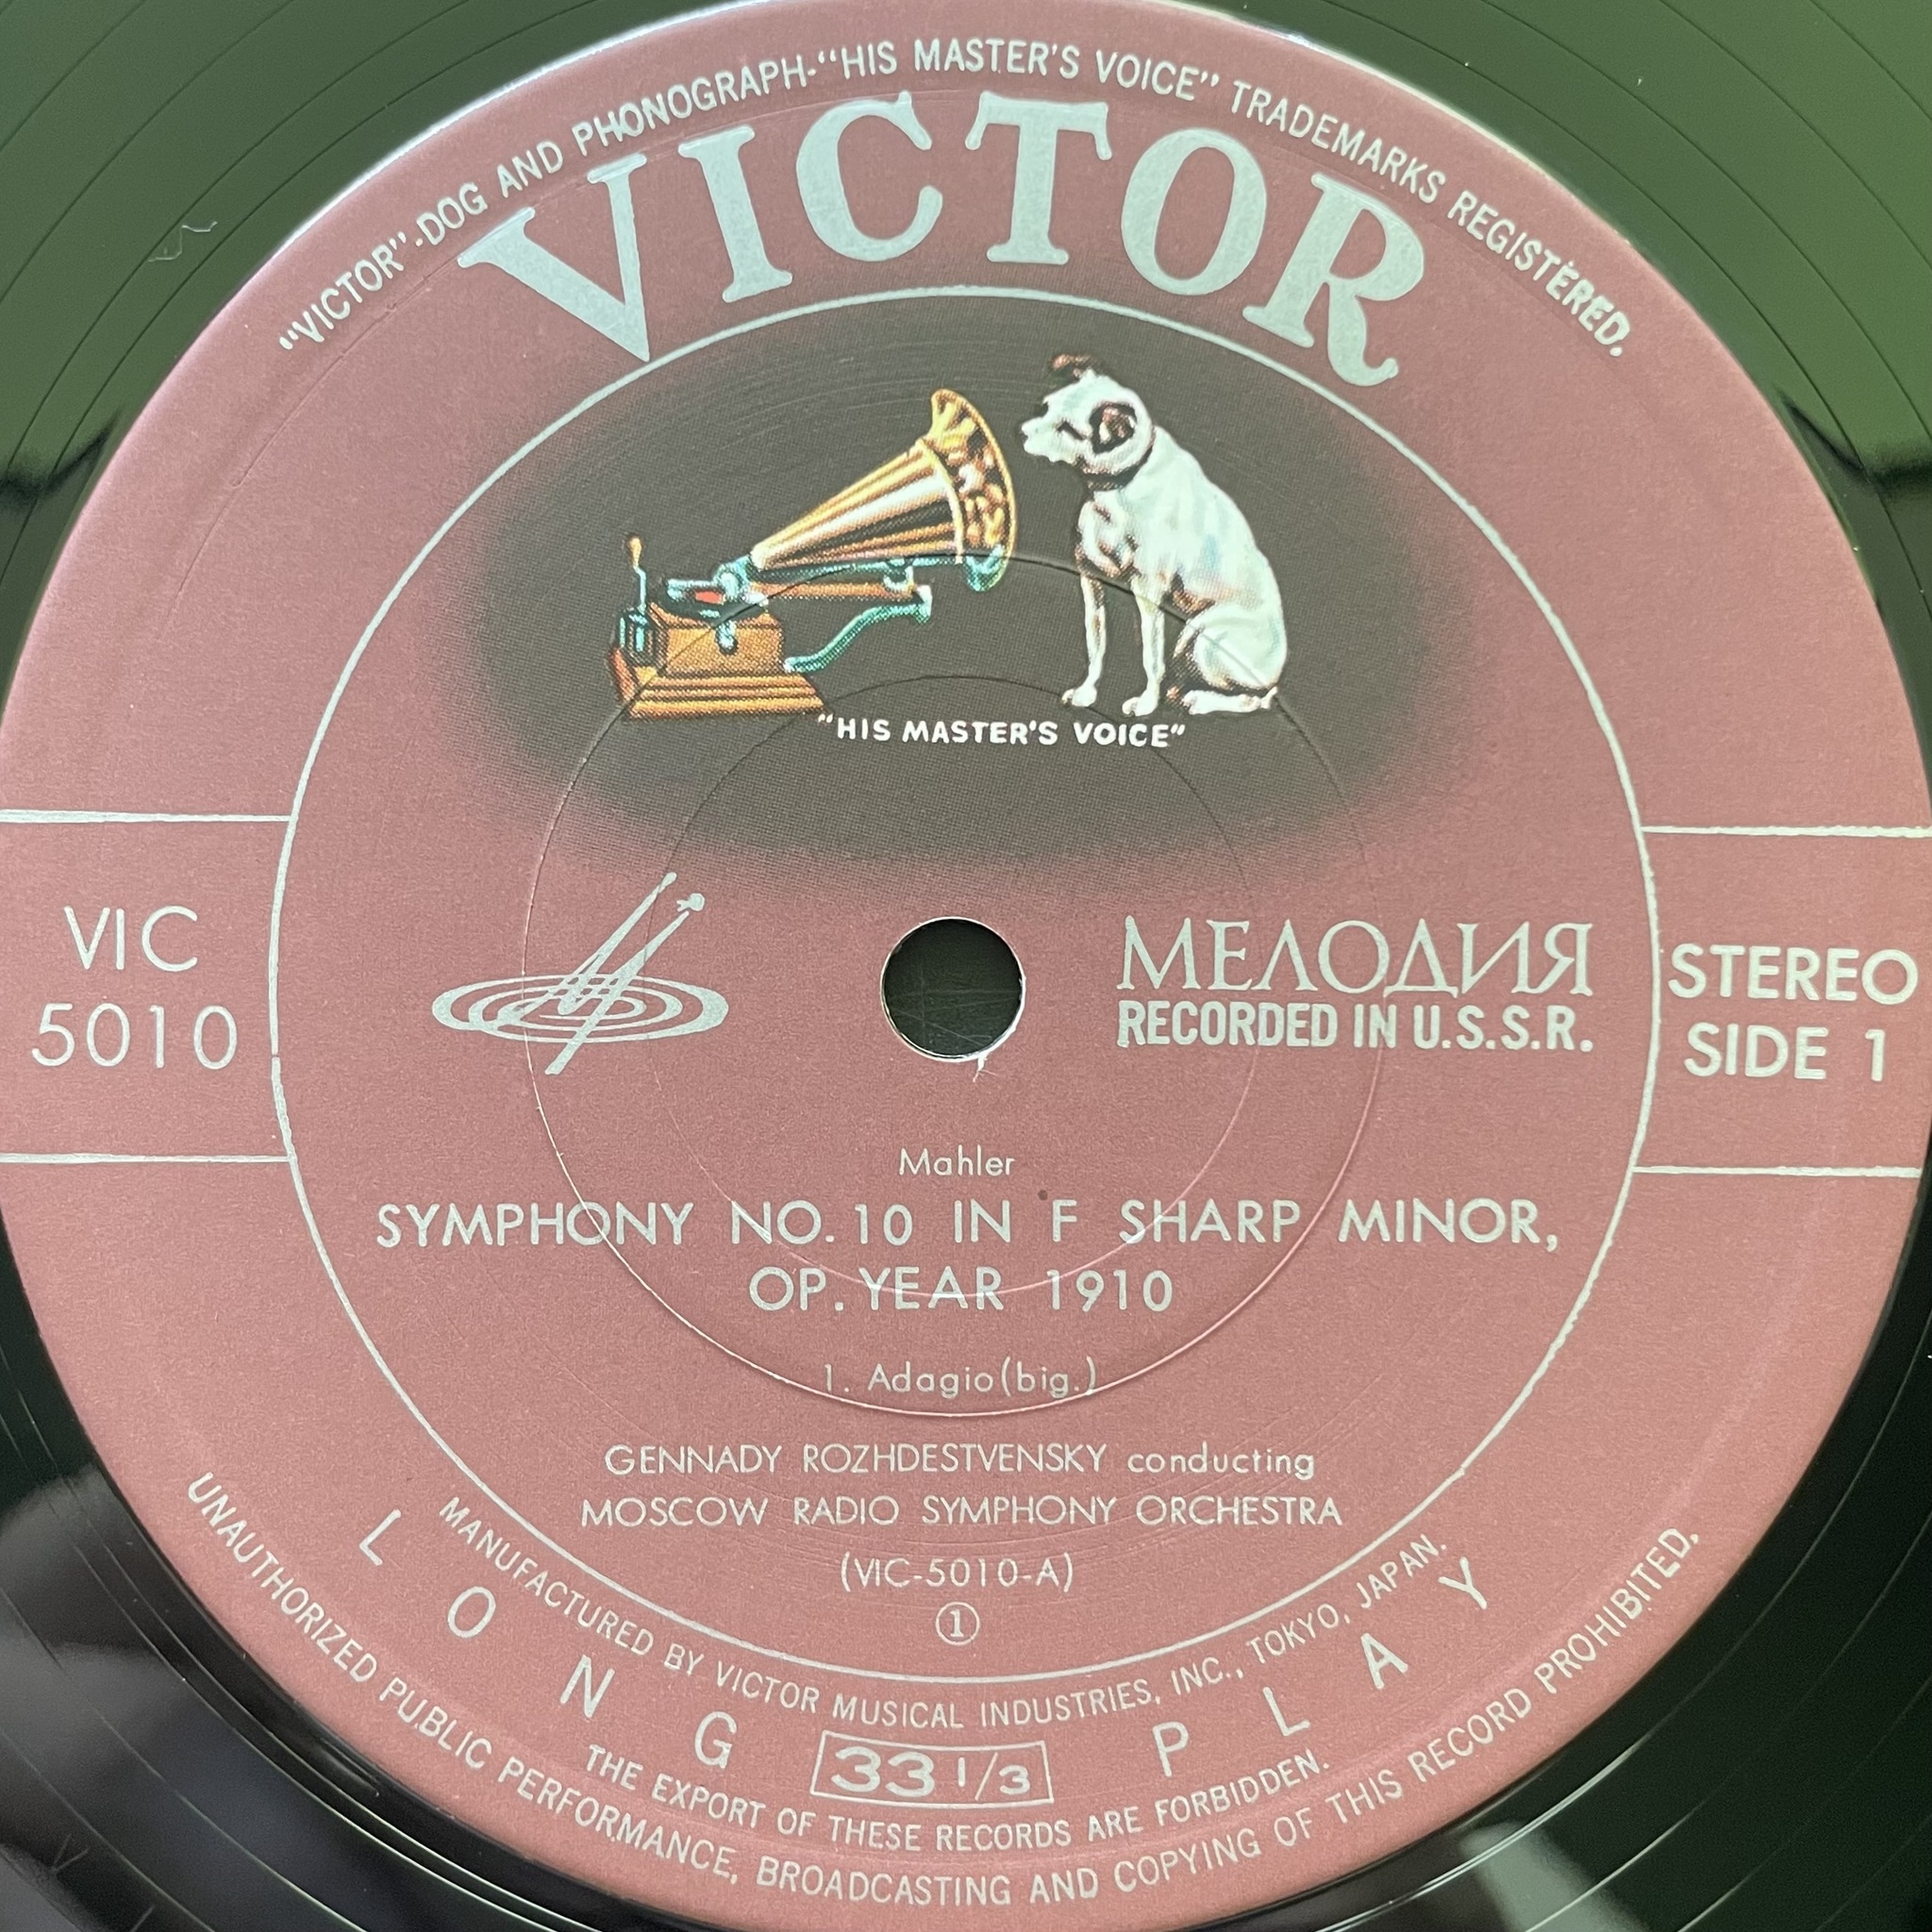 "VICTOR"-DOG AND PHONOGRAPH-"HIS MASTER'S VOICE" TRADEMARKS REGISTERED.
VICTOR
"HIS MASTER'S VOICE"
VIC
5010
МЕЛОДИЯ
RECORDED IN U.S.S.R.
STEREO
SIDE 1
Mahler
SYMPHONY NO. 10 IN F SHARP MINOR,
OP. YEAR 1910
1. Adagio (big.)
GENNADY ROZHDESTVENSKY conducting
MOSCOW RADIO SYMPHONY ORCHESTRA
(VIC-5010-A)
①
MANUFACTURED BY VICTOR MUSICAL INDUSTRIES, INC., TOKYO, JAPAN.
LONG 33 1/3 PLAY
THE EXPORT OF THESE RECORDS ARE FORBIDDEN.
UNAUTHORIZED PUBLIC PERFORMANCE, BROADCASTING AND COPYING OF THIS RECORD PROHIBITED.